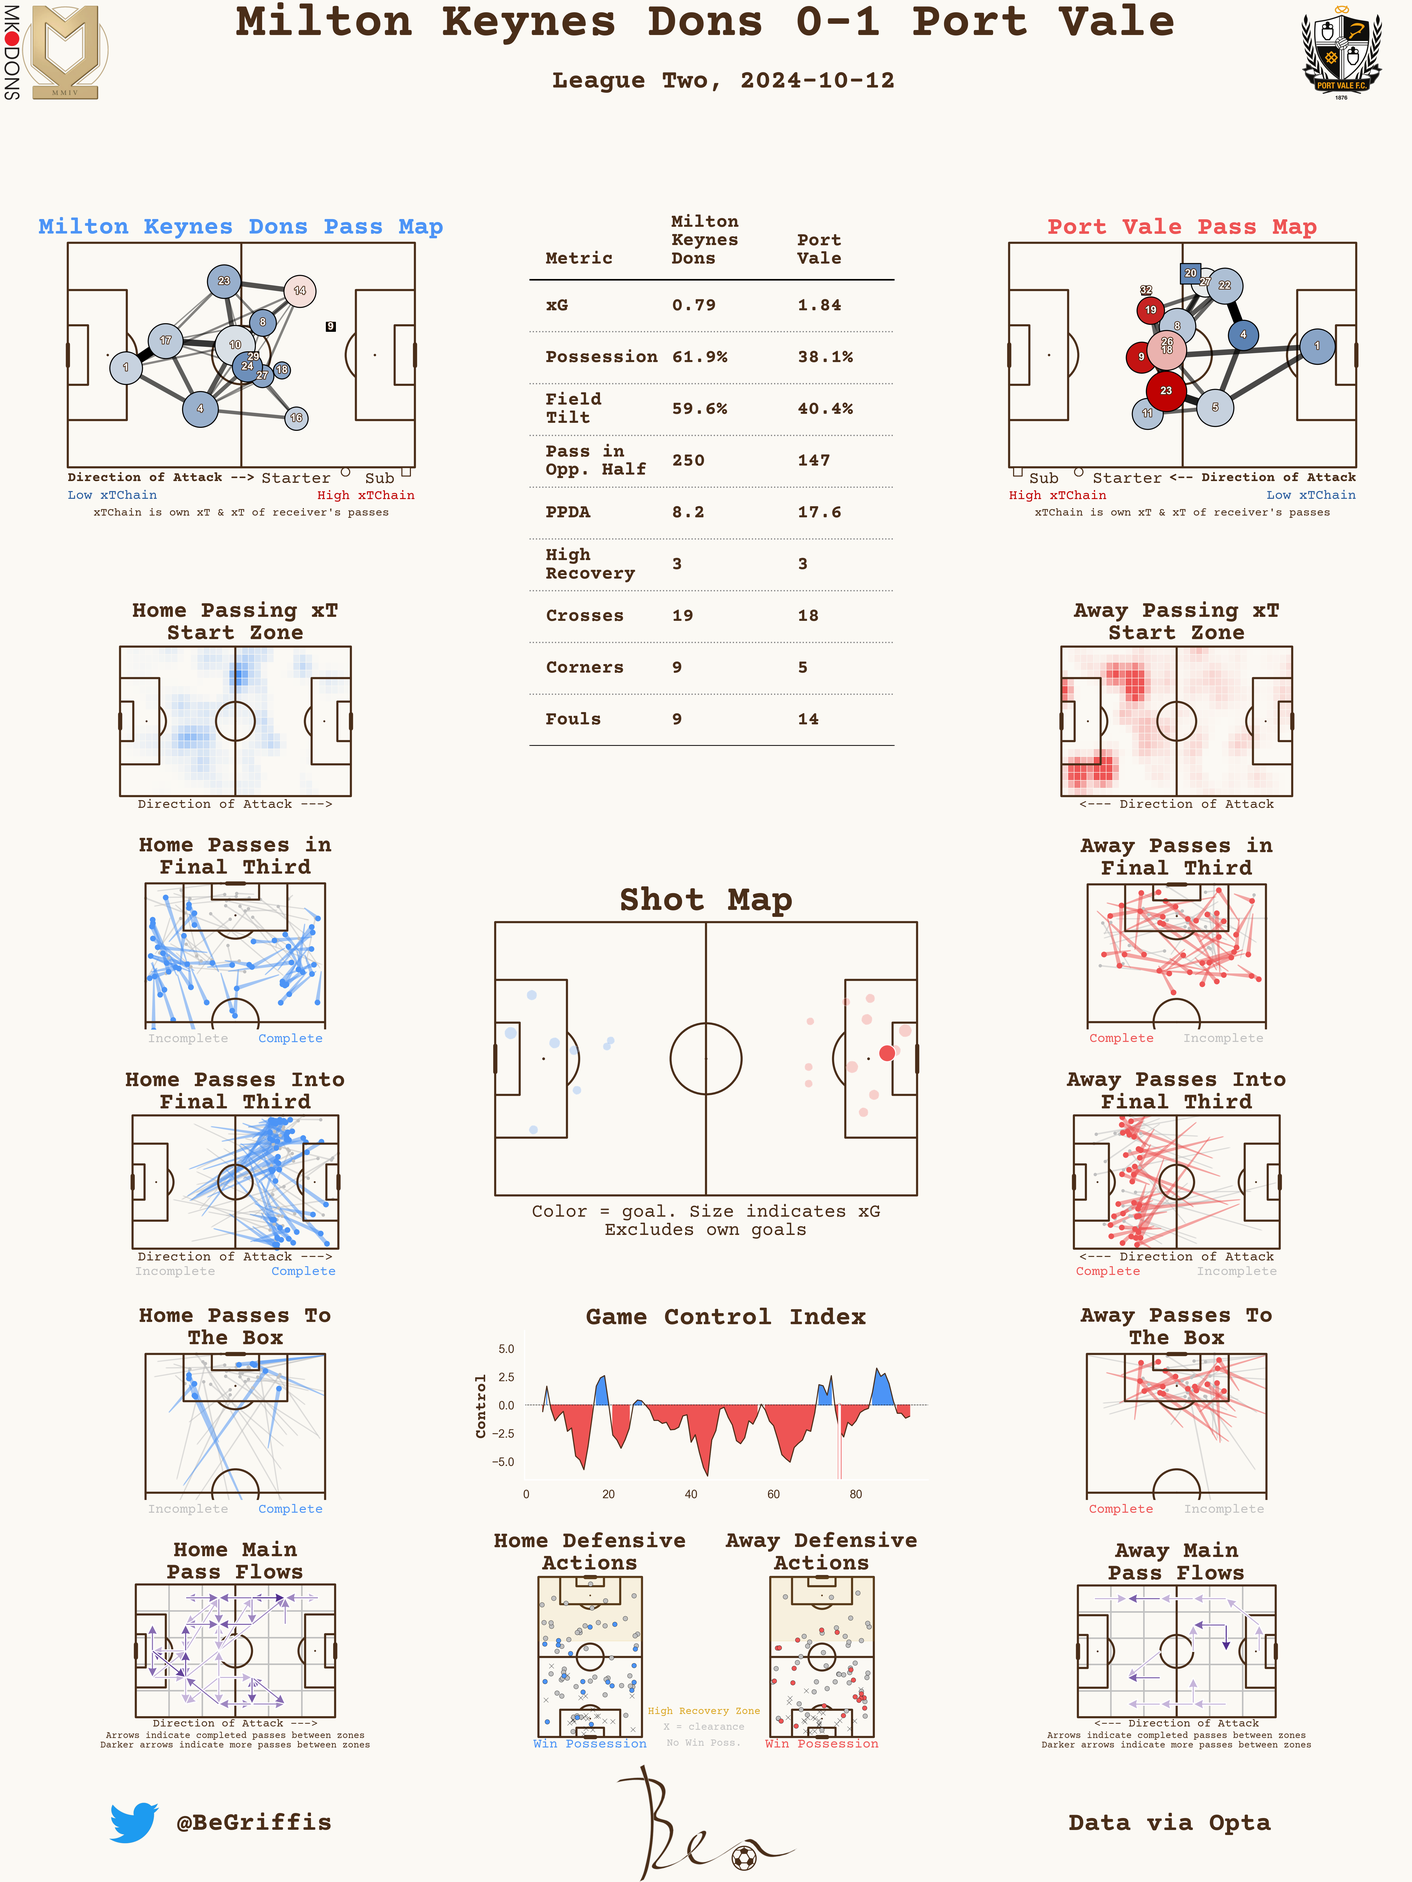 MK DONS
MMIV
Milton Keynes Dons 0-1 Port Vale
League Two, 2024-10-12
PORT VALE F.C.
1876
Milton Keynes Dons Pass Map
23
14
8
9
17
10
29
1
24
27
18
4
16
Direction of Attack --> Starter Sub
Low xTChain High xTChain
xTChain is own xT & xT of receiver's passes
Metric Milton Keynes Dons Port Vale
xG 0.79 1.84
Possession 61.9% 38.1%
Field Tilt 59.6% 40.4%
Pass in Opp. Half 250 147
PPDA 8.2 17.6
High Recovery 3 3
Crosses 19 18
Corners 9 5
Fouls 9 14
Port Vale Pass Map
20
27
22
32
19
8
4
26
18
9
1
23
5
11
Sub Starter <-- Direction of Attack
High xTChain Low xTChain
xTChain is own xT & xT of receiver's passes
Home Passing xT
Start Zone
Direction of Attack --->
Away Passing xT
Start Zone
<--- Direction of Attack
Home Passes in
Final Third
Incomplete Complete
Away Passes in
Final Third
Complete Incomplete
Shot Map
Color = goal. Size indicates xG
Excludes own goals
Home Passes Into
Final Third
Direction of Attack --->
Incomplete Complete
Away Passes Into
Final Third
<--- Direction of Attack
Complete Incomplete
Home Passes To
The Box
Incomplete Complete
Game Control Index
Control
5.0
2.5
0.0
−2.5
−5.0
0 20 40 60 80
Away Passes To
The Box
Complete Incomplete
Home Main
Pass Flows
Direction of Attack --->
Arrows indicate completed passes between zones
Darker arrows indicate more passes between zones
Home Defensive
Actions
Win Possession
Away Defensive
Actions
Win Possession
High Recovery Zone
X = clearance
No Win Poss.
Away Main
Pass Flows
<--- Direction of Attack
Arrows indicate completed passes between zones
Darker arrows indicate more passes between zones
@BeGriffis
Ben
Data via Opta